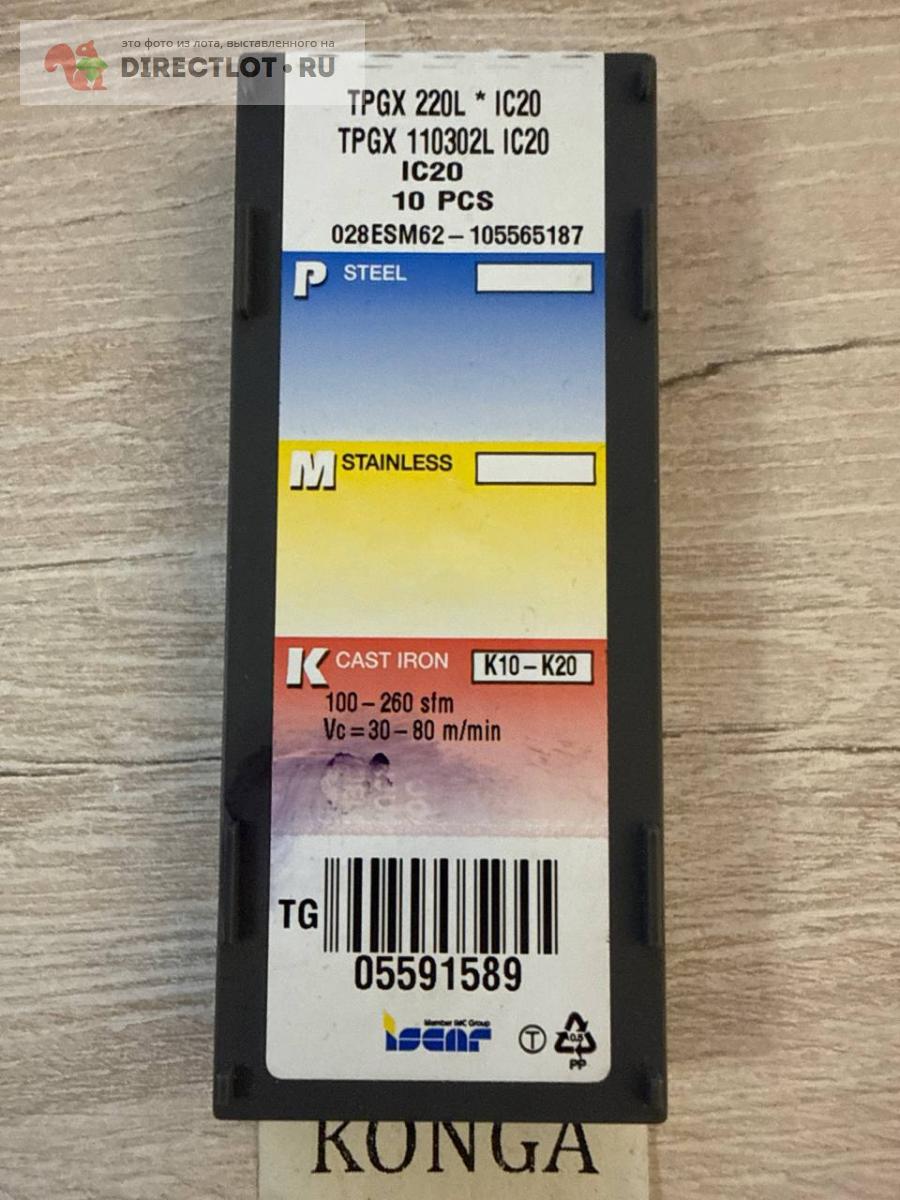 это фото из лота, выставленного на
DIRECTLOT.RU
TPGX 220L * IC20
TPGX 110302L IC20
IC20
10 PCS
028ESM62-105565187
P STEEL
M STAINLESS
K CAST IRON K10-K20
100-260 sfm
Vc=30-80 m/min
TG
05591589
Member IMC Group
iscar
T
PP
KONGA